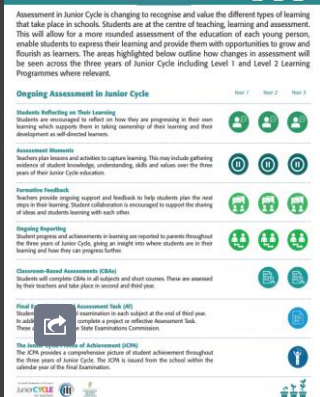 Assessment in Junior Cycle is changing to recognise and value the different types of learning
that take place in schools. Students are at the centre of teaching, learning and assessment.
This will allow for a more rounded assessment of the education of each young person,
enable students to express their learning and provide them with opportunities to grow and
flourish as learners. The areas highlighted below outline how changes in assessment will
be seen across the three years of Junior Cycle including Level 1 and Level 2 Learning
Programmes where relevant.
Ongoing Assessment in Junior Cycle
Year 1 Year 2 Year 3
Students Reflecting on Their Learning
Students are encouraged to reflect on how they are progressing in their own
learning which supports them in taking ownership of their learning and their
development as self-directed learners.
Assessment Moments
Teachers plan lessons and activities to capture learning. This may include gathering
evidence of student knowledge, understanding, skills and values over the three
years of their Junior Cycle education.
Formative Feedback
Teachers provide ongoing support and feedback to help students plan the next
steps in their learning. Student collaboration is encouraged to support the sharing
of ideas and students learning with each other.
Ongoing Reporting
Student progress and achievements in learning are reported to parents throughout
the three years of Junior Cycle, giving an insight into where students are in their
learning and how they can progress further.
Classroom-Based Assessments (CBAs)
Students will complete CBAs in all subjects and short courses. These are assessed
by their teachers and take place in second and third year.
Final Assessment Task (AT)
examination in each subject at the end of third year.
complete a project or reflective Assessment Task.
These State Examinations Commission.
The of Achievement (JCPA)
The JCPA provides a comprehensive picture of student achievement throughout
the three years of Junior Cycle. The JCPA is issued from the school within the
calendar year of the Final Examination.
JuniorCYCLE